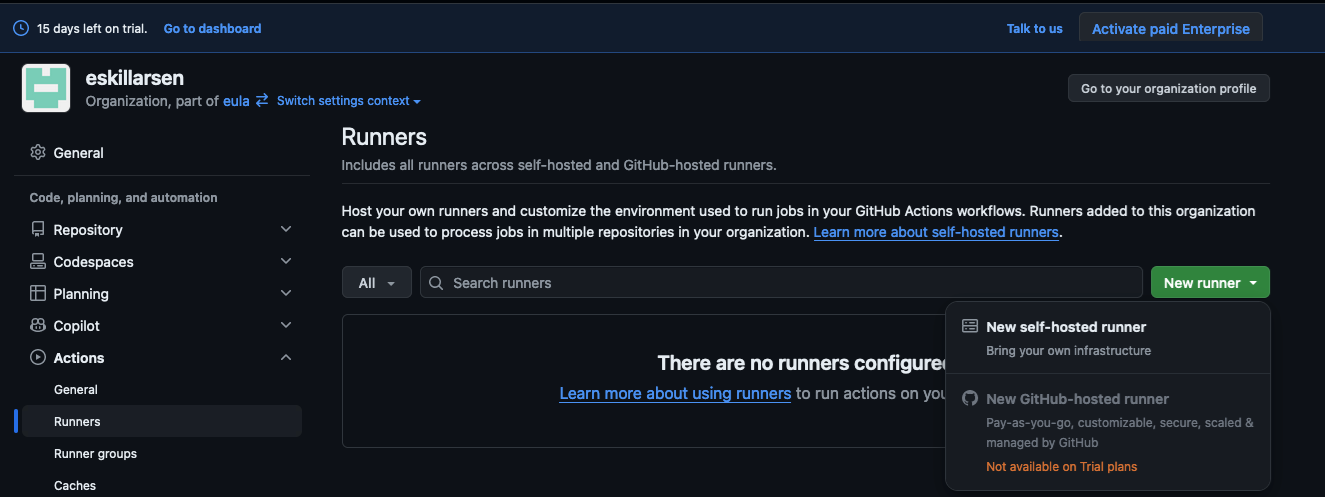 15 days left on trial. Go to dashboard Talk to us Activate paid Enterprise
eskillarsen
Organization, part of eula Switch settings context
Go to your organization profile
General
Code, planning, and automation
Repository
Codespaces
Planning
Copilot
Actions
General
Runners
Runner groups
Caches
Runners
Includes all runners across self-hosted and GitHub-hosted runners.
Host your own runners and customize the environment used to run jobs in your GitHub Actions workflows. Runners added to this organization
can be used to process jobs in multiple repositories in your organization. Learn more about self-hosted runners.
All Search runners New runner
There are no runners configured
Learn more about using runners to run actions on you
New self-hosted runner
Bring your own infrastructure
New GitHub-hosted runner
Pay-as-you-go, customizable, secure, scaled &
managed by GitHub
Not available on Trial plans